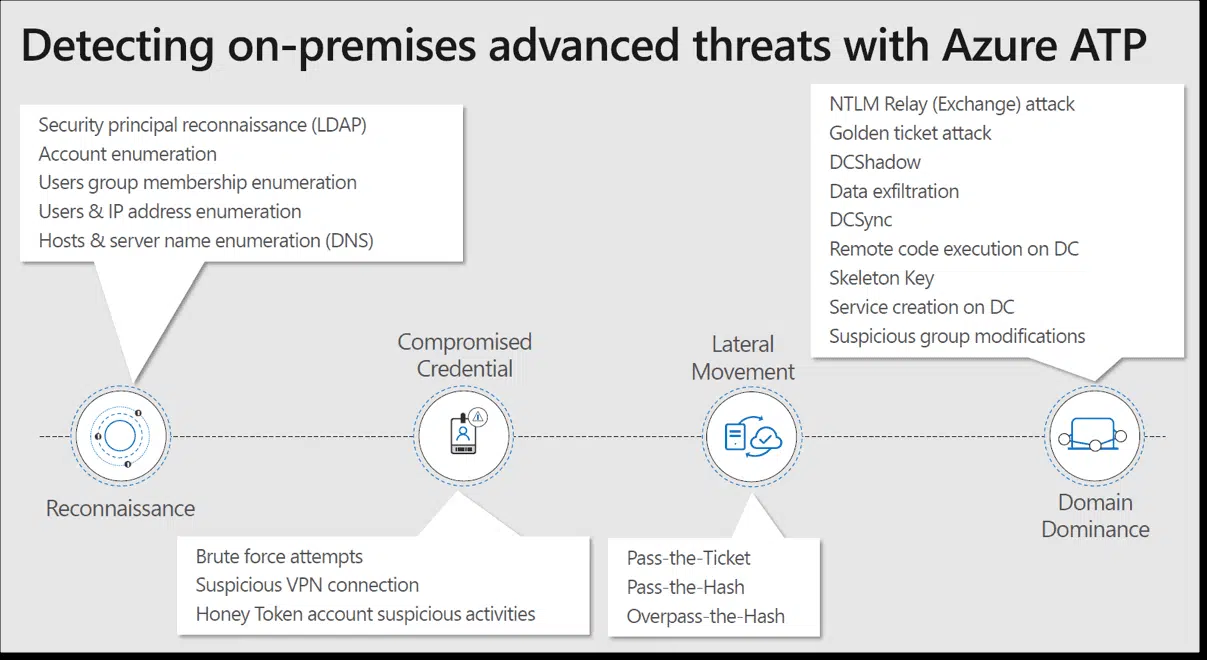 Detecting on-premises advanced threats with Azure ATP
Security principal reconnaissance (LDAP)
Account enumeration
Users group membership enumeration
Users & IP address enumeration
Hosts & server name enumeration (DNS)
NTLM Relay (Exchange) attack
Golden ticket attack
DCShadow
Data exfiltration
DCSync
Remote code execution on DC
Skeleton Key
Service creation on DC
Suspicious group modifications
Reconnaissance
Compromised
Credential
Lateral
Movement
Domain
Dominance
Brute force attempts
Suspicious VPN connection
Honey Token account suspicious activities
Pass-the-Ticket
Pass-the-Hash
Overpass-the-Hash